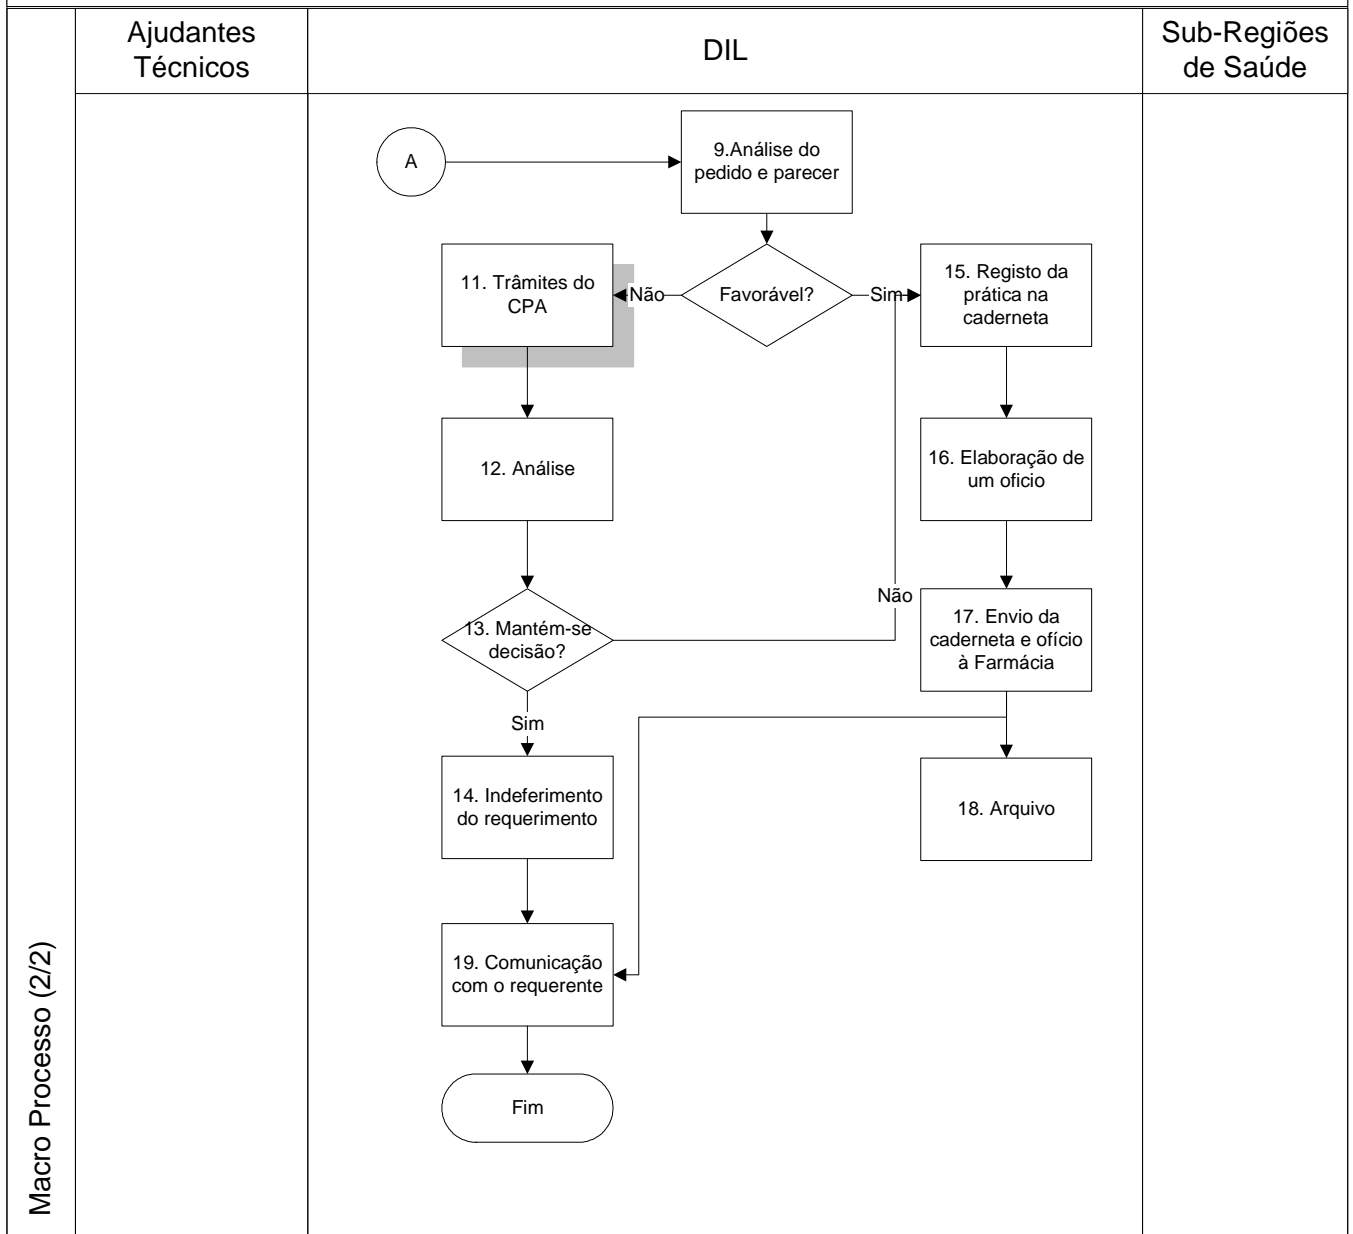 Ajudantes
Técnicos
DIL
Sub-Regiões
de Saúde
A
9.Análise do
pedido e parecer
11. Trâmites do
CPA
Não
Favorável?
Sim
15. Registo da
prática na
caderneta
12. Análise
16. Elaboração de
um oficio
Não
13. Mantém-se
decisão?
17. Envio da
caderneta e ofício
à Farmácia
Sim
14. Indeferimento
do requerimento
18. Arquivo
19. Comunicação
com o requerente
Fim
Macro Processo (2/2)